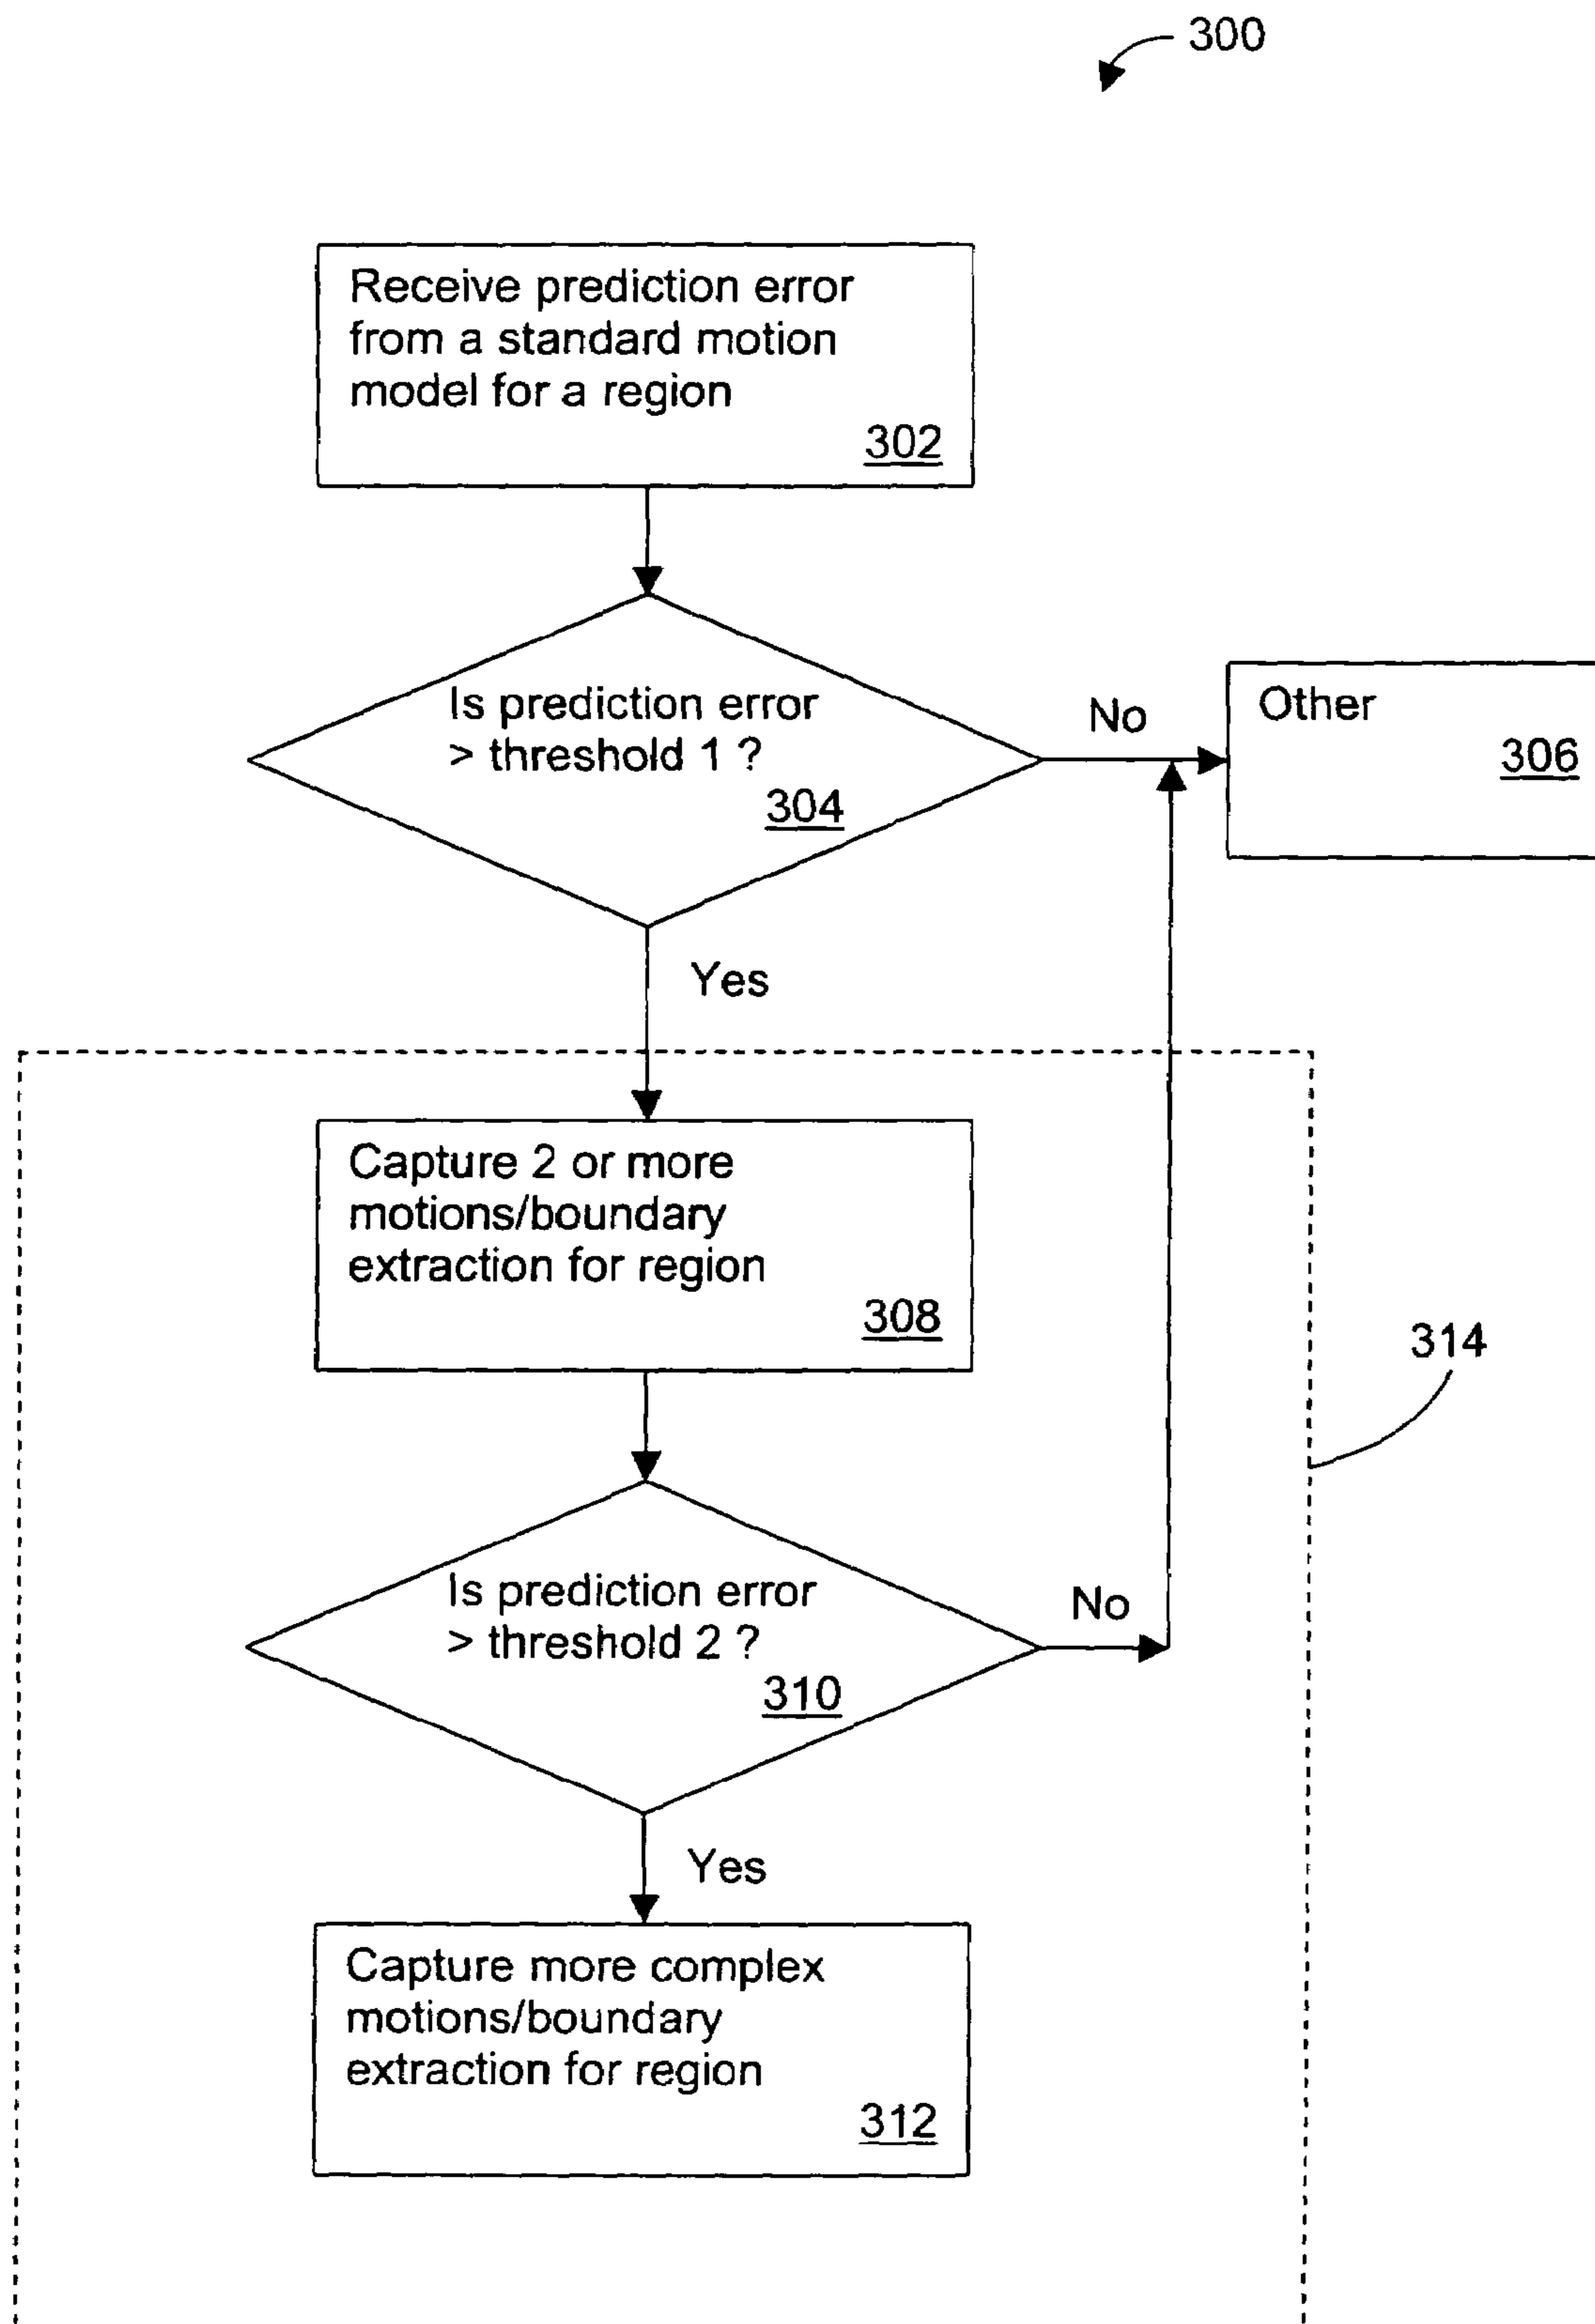 300
Receive prediction error
from a standard motion
model for a region
302
Is prediction error
> threshold 1 ?
304
No
Other
306
Yes
Capture 2 or more
motions/boundary
extraction for region
308
314
Is prediction error
> threshold 2 ?
310
No
Yes
Capture more complex
motions/boundary
extraction for region
312